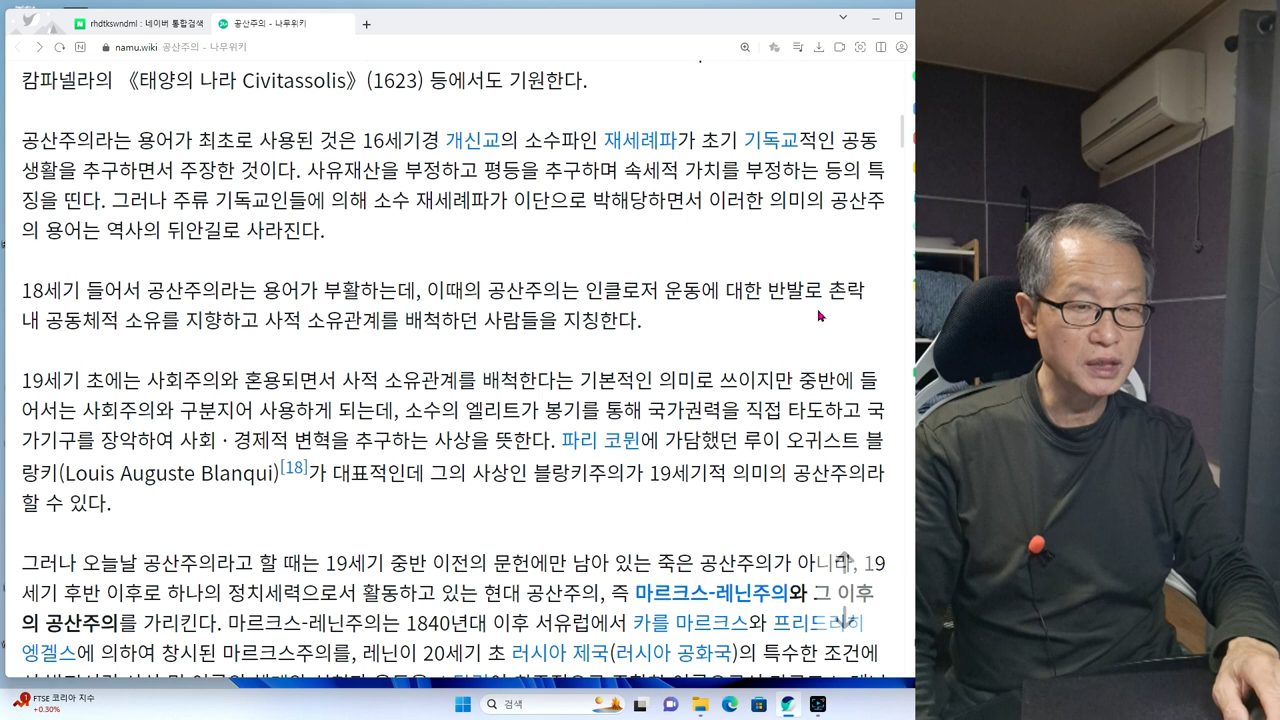 rhdtkswndml : 네이버 통합검색
공산주의 - 나무위키
namu.wiki 공산주의 - 나무위키
캄파넬라의 《태양의 나라 Civitassolis》(1623) 등에서도 기원한다.
공산주의라는 용어가 최초로 사용된 것은 16세기경 개신교의 소수파인 재세례파가 초기 기독교적인 공동
생활을 추구하면서 주장한 것이다. 사유재산을 부정하고 평등을 추구하며 속세적 가치를 부정하는 등의 특
징을 띤다. 그러나 주류 기독교인들에 의해 소수 재세례파가 이단으로 박해당하면서 이러한 의미의 공산주
의 용어는 역사의 뒤안길로 사라진다.
18세기 들어서 공산주의라는 용어가 부활하는데, 이때의 공산주의는 인클로저 운동에 대한 반발로 촌락
내 공동체적 소유를 지향하고 사적 소유관계를 배척하던 사람들을 지칭한다.
19세기 초에는 사회주의와 혼용되면서 사적 소유관계를 배척한다는 기본적인 의미로 쓰이지만 중반에 들
어서는 사회주의와 구분지어 사용하게 되는데, 소수의 엘리트가 봉기를 통해 국가권력을 직접 타도하고 국
가기구를 장악하여 사회 · 경제적 변혁을 추구하는 사상을 뜻한다. 파리 코뮌에 가담했던 루이 오귀스트 블
랑키(Louis Auguste Blanqui)[18]가 대표적인데 그의 사상인 블랑키주의가 19세기적 의미의 공산주의라
할 수 있다.
그러나 오늘날 공산주의라고 할 때는 19세기 중반 이전의 문헌에만 남아 있는 죽은 공산주의가 아니라, 19
세기 후반 이후로 하나의 정치세력으로서 활동하고 있는 현대 공산주의, 즉 마르크스-레닌주의와 그 이후
의 공산주의를 가리킨다. 마르크스-레닌주의는 1840년대 이후 서유럽에서 카를 마르크스와 프리드리히
엥겔스에 의하여 창시된 마르크스주의를, 레닌이 20세기 초 러시아 제국(러시아 공화국)의 특수한 조건에
FTSE 코리아 지수
+0.30%
검색